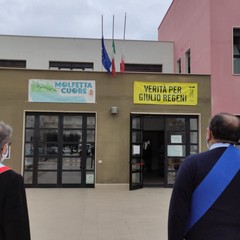 MOLFETTA
CUORE
VERITÀ PER
GIULIO REGENI